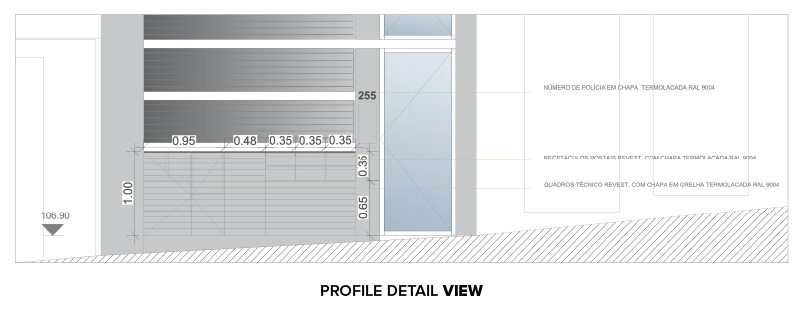 255
NÚMERO DE POLÍCIA EM CHAPA TERMOLACADA RAL 9004
0.95 0.48 0.35 0.35 0.35
RECETÁCULOS POSTAIS REVEST. COM CHAPA TERMOLACADA RAL 9004
0.35
1.00
QUADROS TÉCNICO REVEST. COM CHAPA EM GRELHA TERMOLACADA RAL 9004
0.65
106.90
PROFILE DETAIL VIEW